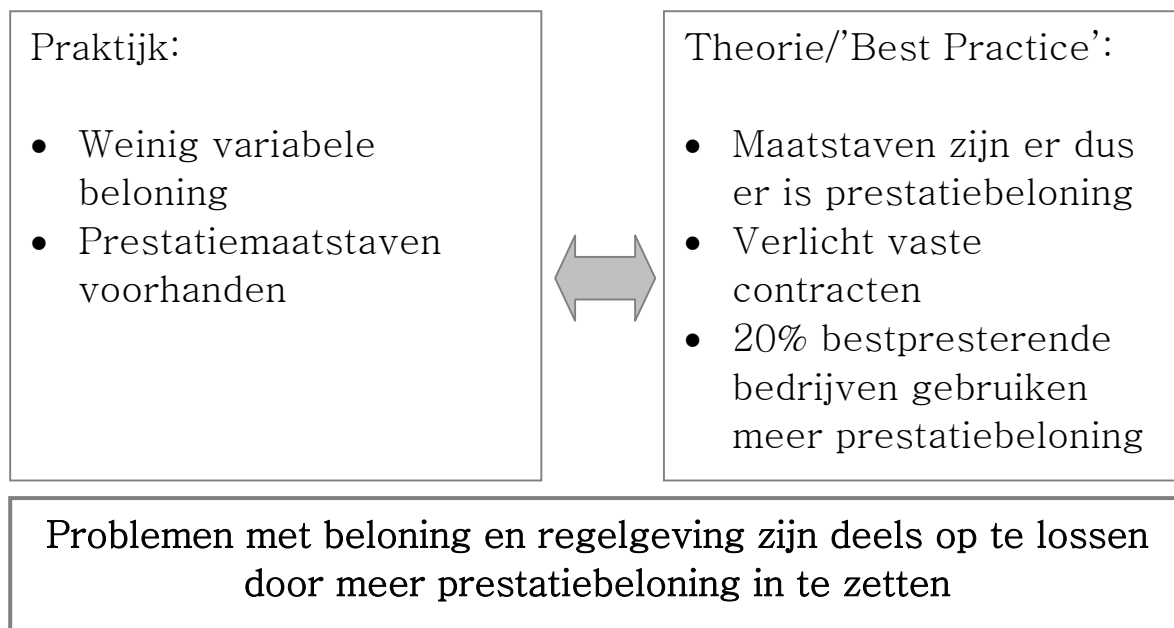 Praktijk:
• Weinig variabele
beloning
• Prestatiemaatstaven
voorhanden
Theorie/’Best Practice’:
• Maatstaven zijn er dus
er is prestatiebeloning
• Verlicht vaste
contracten
• 20% bestpresterende
bedrijven gebruiken
meer prestatiebeloning
Problemen met beloning en regelgeving zijn deels op te lossen
door meer prestatiebeloning in te zetten